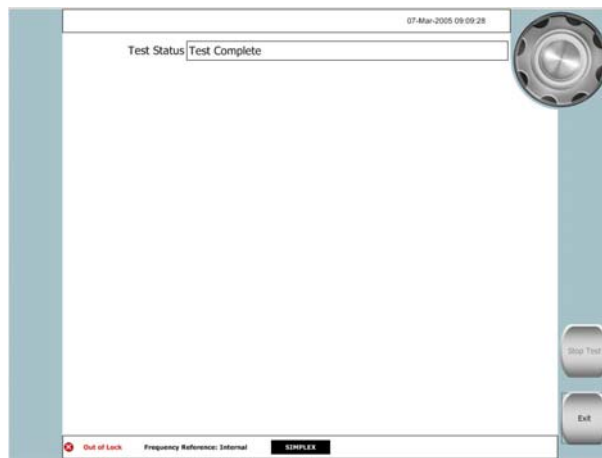 07-Mar-2005 09:09:28
Test Status Test Complete
Stop Test
Exit
Out of Lock Frequency Reference: Internal SIMPLEX